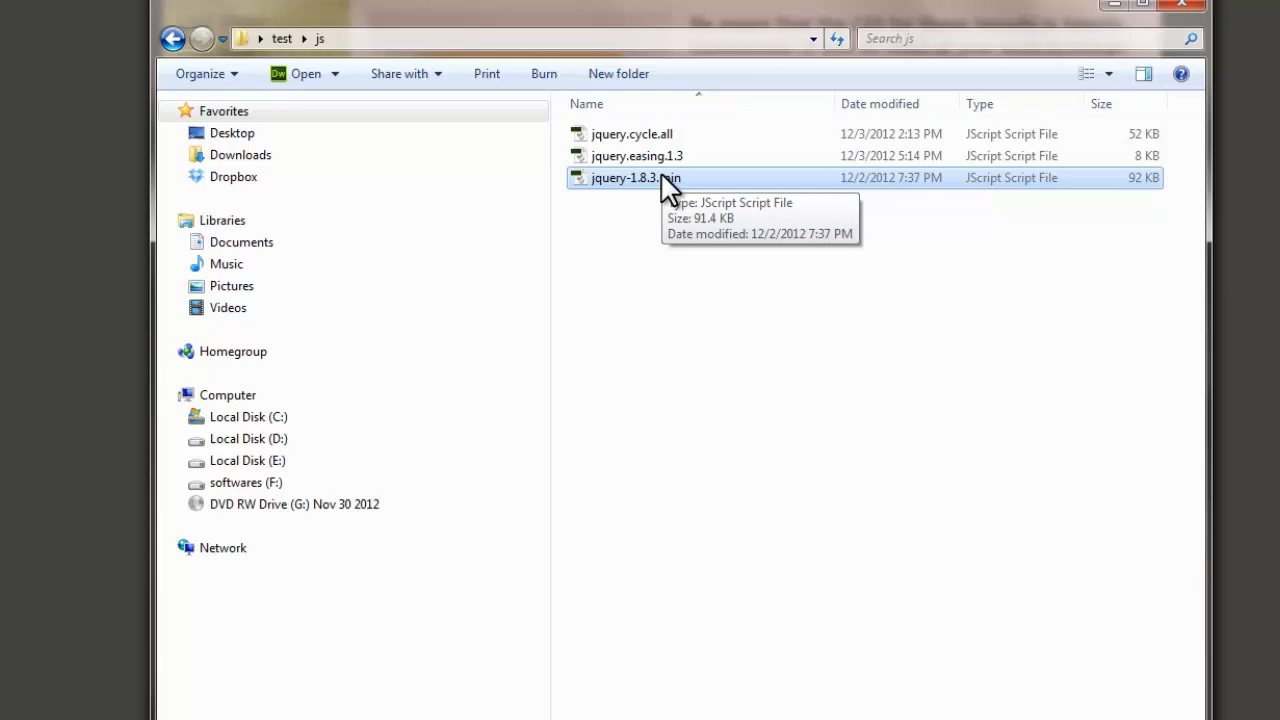 test js
Search js
Organize Dw Open Share with Print Burn New folder
Name Date modified Type Size
jquery.cycle.all 12/3/2012 2:13 PM JScript Script File 52 KB
jquery.easing.1.3 12/3/2012 5:14 PM JScript Script File 8 KB
jquery-1.8.3. 12/2/2012 7:37 PM JScript Script File 92 KB
JScript Script File
Size: 91.4 KB
Date modified: 12/2/2012 7:37 PM
Favorites
Desktop
Downloads
Dropbox
Libraries
Documents
Music
Pictures
Videos
Homegroup
Computer
Local Disk (C:)
Local Disk (D:)
Local Disk (E:)
softwares (F:)
DVD RW Drive (G:) Nov 30 2012
Network